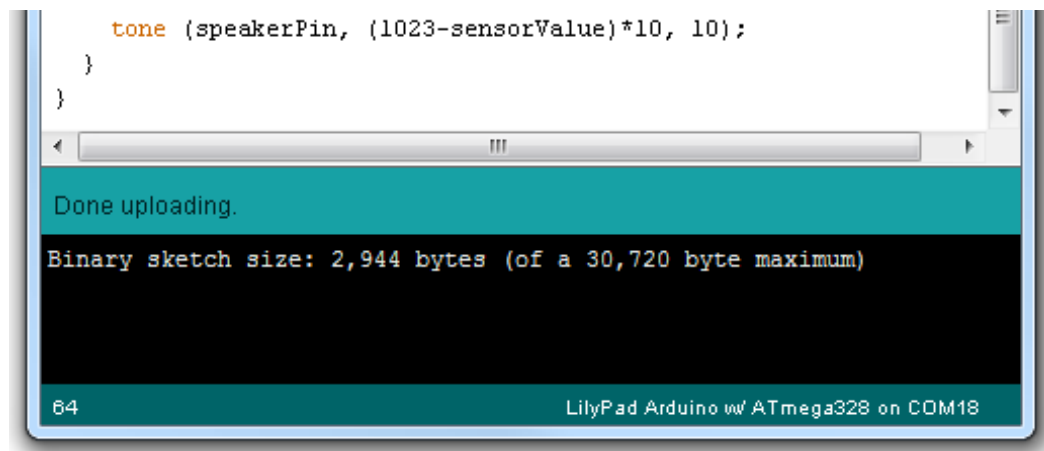 tone (speakerPin, (1023-sensorValue)*10, 10);
}
}
Done uploading.
Binary sketch size: 2,944 bytes (of a 30,720 byte maximum)
64 LilyPad Arduino w/ ATmega328 on COM18